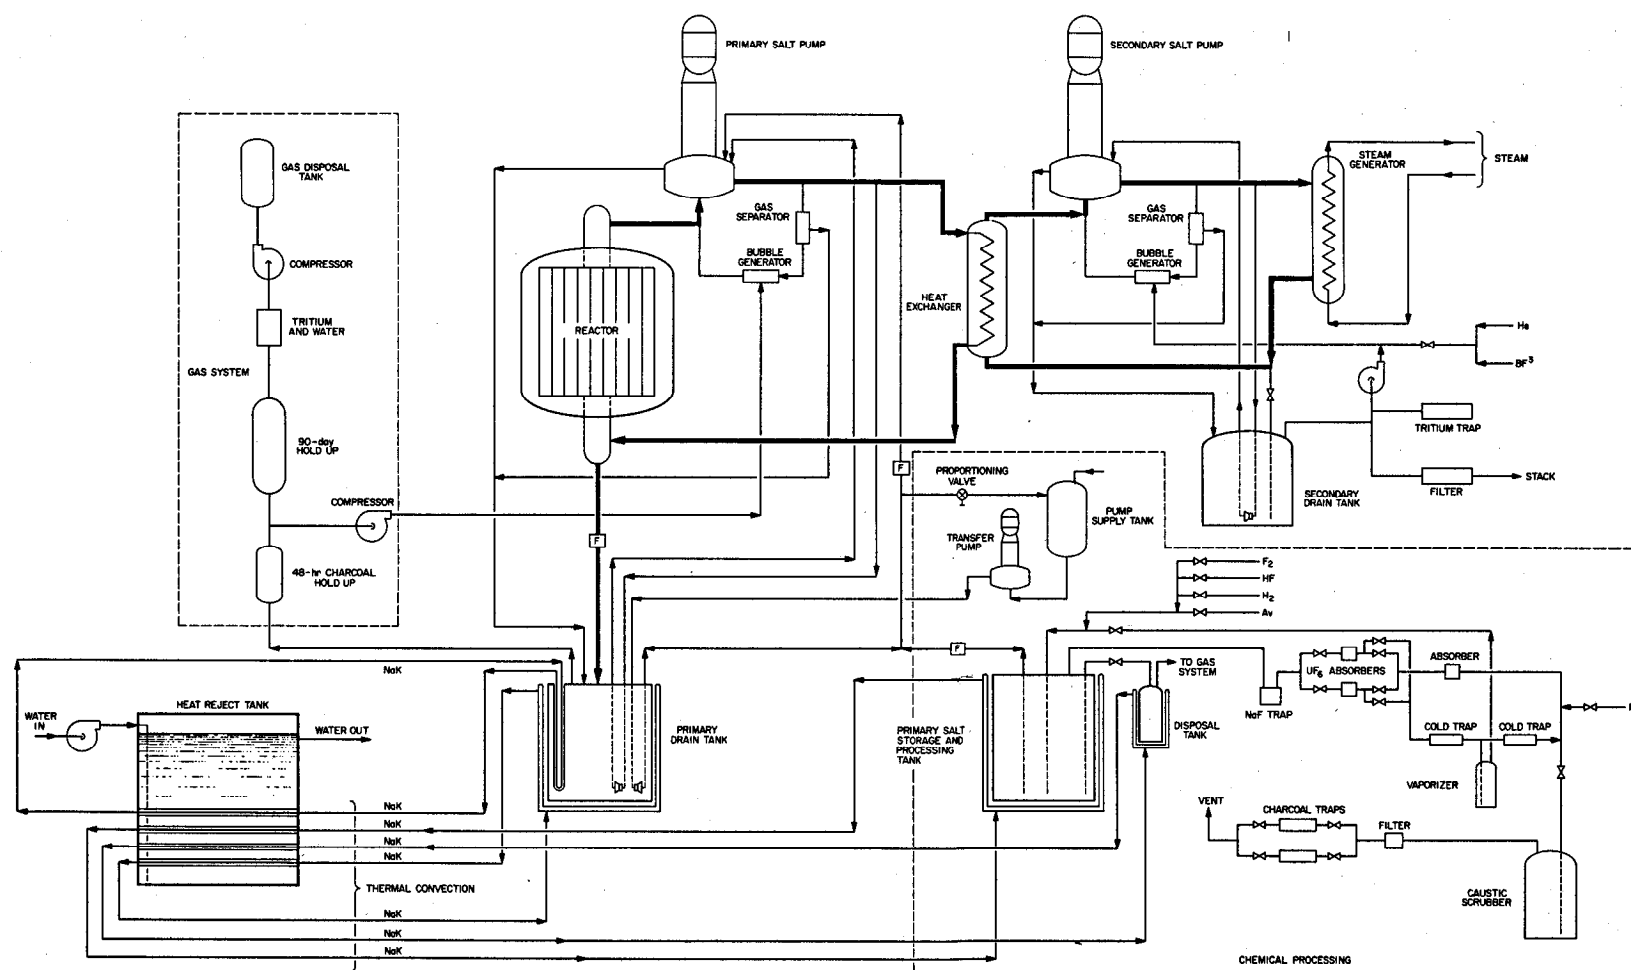 PRIMARY SALT PUMP
SECONDARY SALT PUMP
GAS DISPOSAL
TANK
COMPRESSOR
TRITIUM
AND WATER
GAS SYSTEM
90-day
HOLD UP
COMPRESSOR
48-hr CHARCOAL
HOLD UP
GAS
SEPARATOR
BUBBLE
GENERATOR
REACTOR
HEAT
EXCHANGER
GAS
SEPARATOR
BUBBLE
GENERATOR
STEAM
GENERATOR
STEAM
He
BF3
TRITIUM TRAP
STACK
FILTER
SECONDARY
DRAIN TANK
F
F
F
PROPORTIONING
VALVE
PUMP
SUPPLY TANK
TRANSFER
PUMP
F2
HF
H2
Av
NaK
HEAT REJECT TANK
WATER
IN
WATER OUT
PRIMARY
DRAIN TANK
PRIMARY SALT
STORAGE AND
PROCESSING
TANK
TO GAS
SYSTEM
DISPOSAL
TANK
NaF TRAP
UF6 ABSORBERS
ABSORBER
COLD TRAP
COLD TRAP
VAPORIZER
VENT
CHARCOAL TRAPS
FILTER
CAUSTIC
SCRUBBER
NaK
NaK
NaK
NaK
THERMAL CONVECTION
NaK
NaK
NaK
CHEMICAL PROCESSING